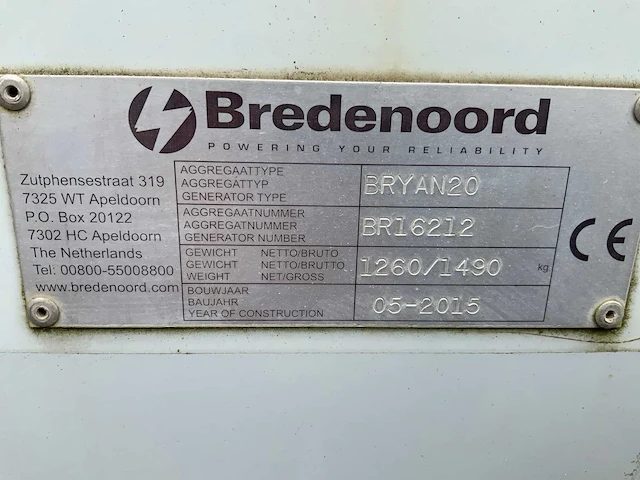 Bredenoord
POWERING YOUR RELIABILITY
Zutphensestraat 319
7325 WT Apeldoorn
P.O. Box 20122
7302 HC Apeldoorn
The Netherlands
Tel: 00800-55008800
www.bredenoord.com
AGGREGAATTYPE
AGGREGATTYP
GENERATOR TYPE
BRYAN20
AGGREGAATNUMMER
AGGREGATNUMMER
GENERATOR NUMBER
BR16212
GEWICHT NETTO/BRUTO
GEWICHT NETTO/BRUTTO
WEIGHT NET/GROSS
1260/1490 kg
BOUWJAAR
BAUJAHR
YEAR OF CONSTRUCTION
05-2015
CE